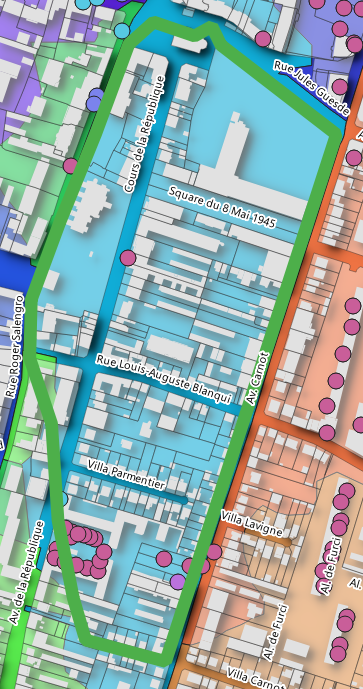 Rue Jules Guesde
Cours de la République
Square du 8 Mai 1945
Rue Roger Salengro
Av. Carnot
Rue Louis-Auguste Blanqui
Villa Parmentier
Villa Lavigne
Av. de la République
Al. de Furci
Al.
Al. de Furci
Villa Carnot